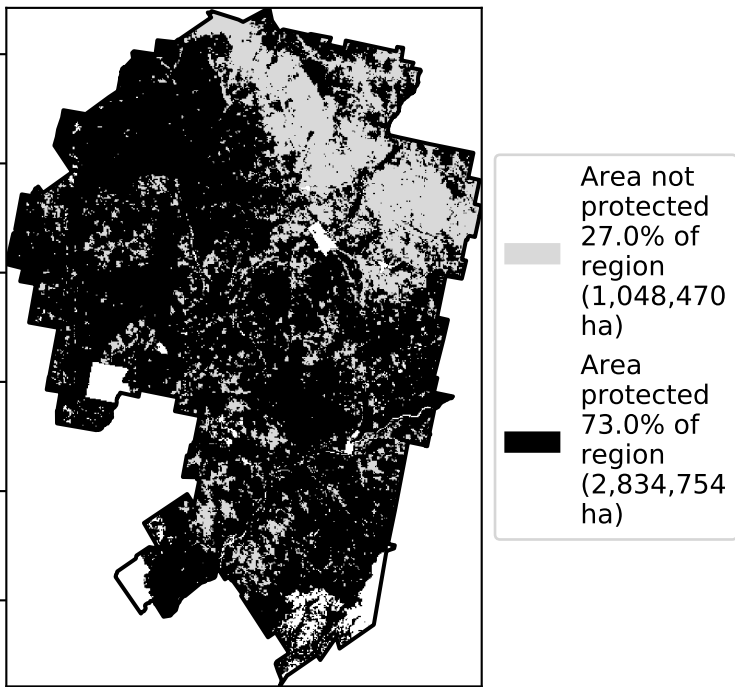 Area not
protected
27.0% of
region
(1,048,470
ha)
Area
protected
73.0% of
region
(2,834,754
ha)